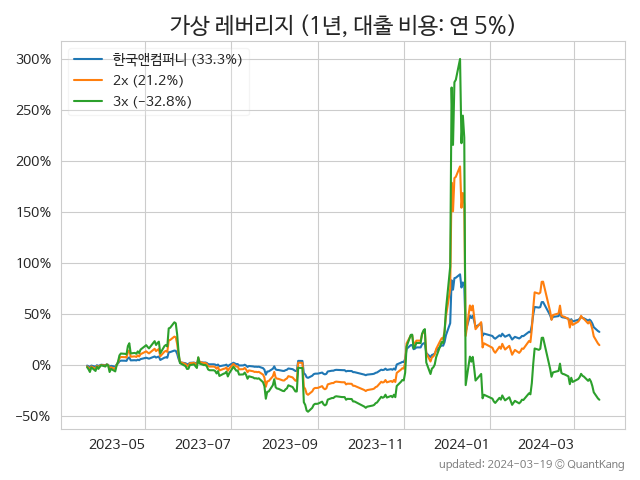 가상 레버리지 (1년, 대출 비용: 연 5%)
한국앤컴퍼니 (33.3%)
2x (21.2%)
3x (−32.8%)
300%
250%
200%
150%
100%
50%
0%
−50%
2023-05
2023-07
2023-09
2023-11
2024-01
2024-03
updated: 2024-03-19 © QuantKang